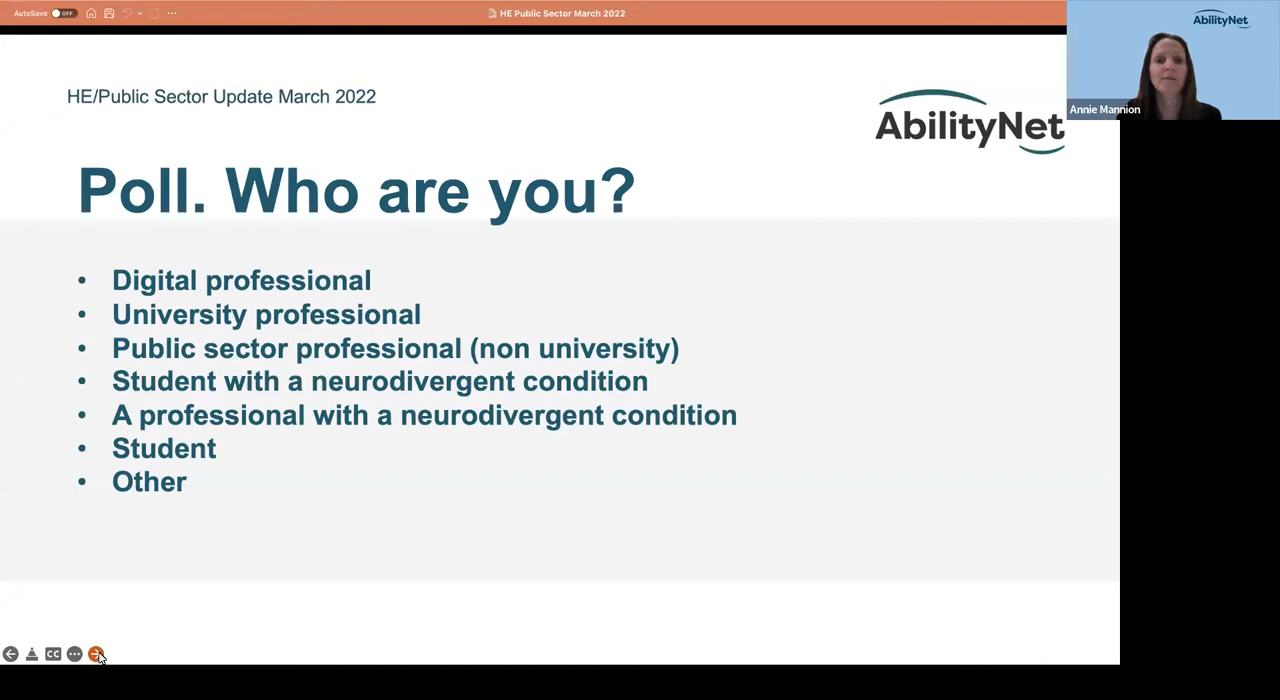 AutoSave OFF
HE Public Sector March 2022
AbilityNet
Annie Mannion
HE/Public Sector Update March 2022
AbilityNet
Poll. Who are you?
• Digital professional
• University professional
• Public sector professional (non university)
• Student with a neurodivergent condition
• A professional with a neurodivergent condition
• Student
• Other
CC